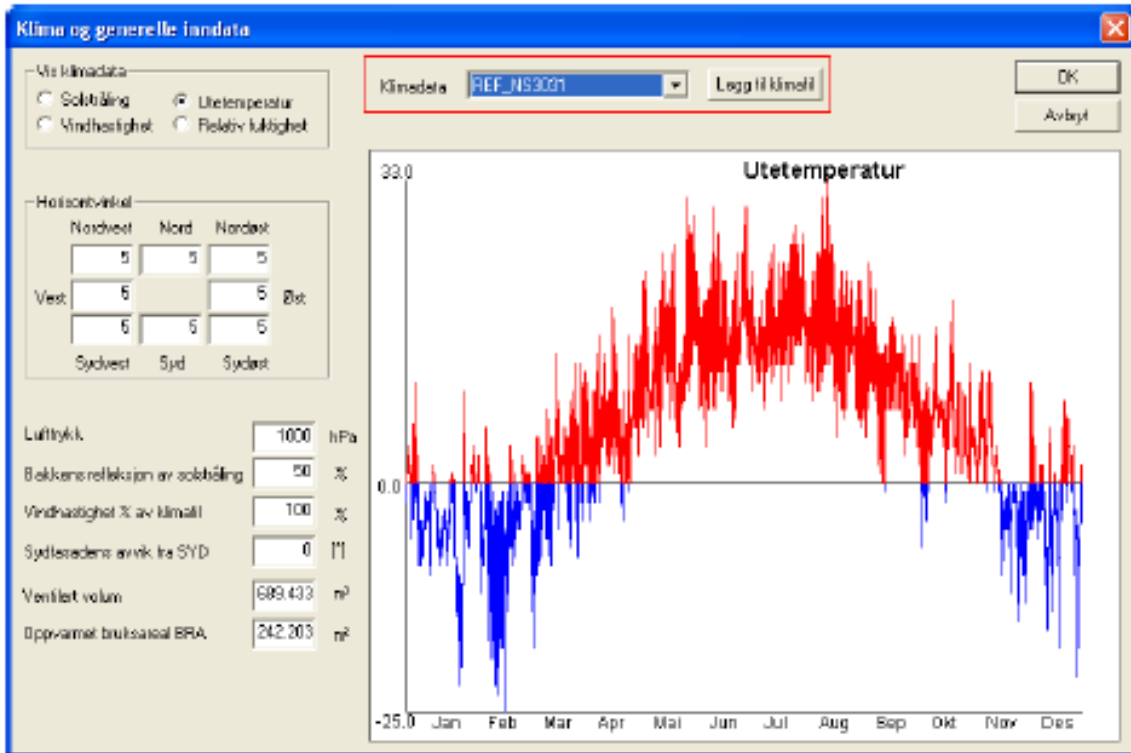 Klima og generelle inndata
Vis klimadata
Solstråling
Utetemperatur
Vindhastighet
Relativ fuktighet
Klimadata
REF_NS3031
Legg til klimafil
OK
Avbryt
Horisontvinkel
Nordvest Nord Nordøst
5 5 5
Vest 5 5 Øst
5 5 5
Sydvest Syd Sydøst
Lufttrykk 1000 hPa
Bakkens refleksjon av solstråling 50 %
Vindhastighet % av klimafil 100 %
Sydfasadens avvik fra SYD 0 [°]
Ventilert volum 689.433 m³
Oppvarmet bruksareal BRA 242.203 m²
Utetemperatur
33.0
0.0
-25.0
Jan Feb Mar Apr Mai Jun Jul Aug Sep Okt Nov Des